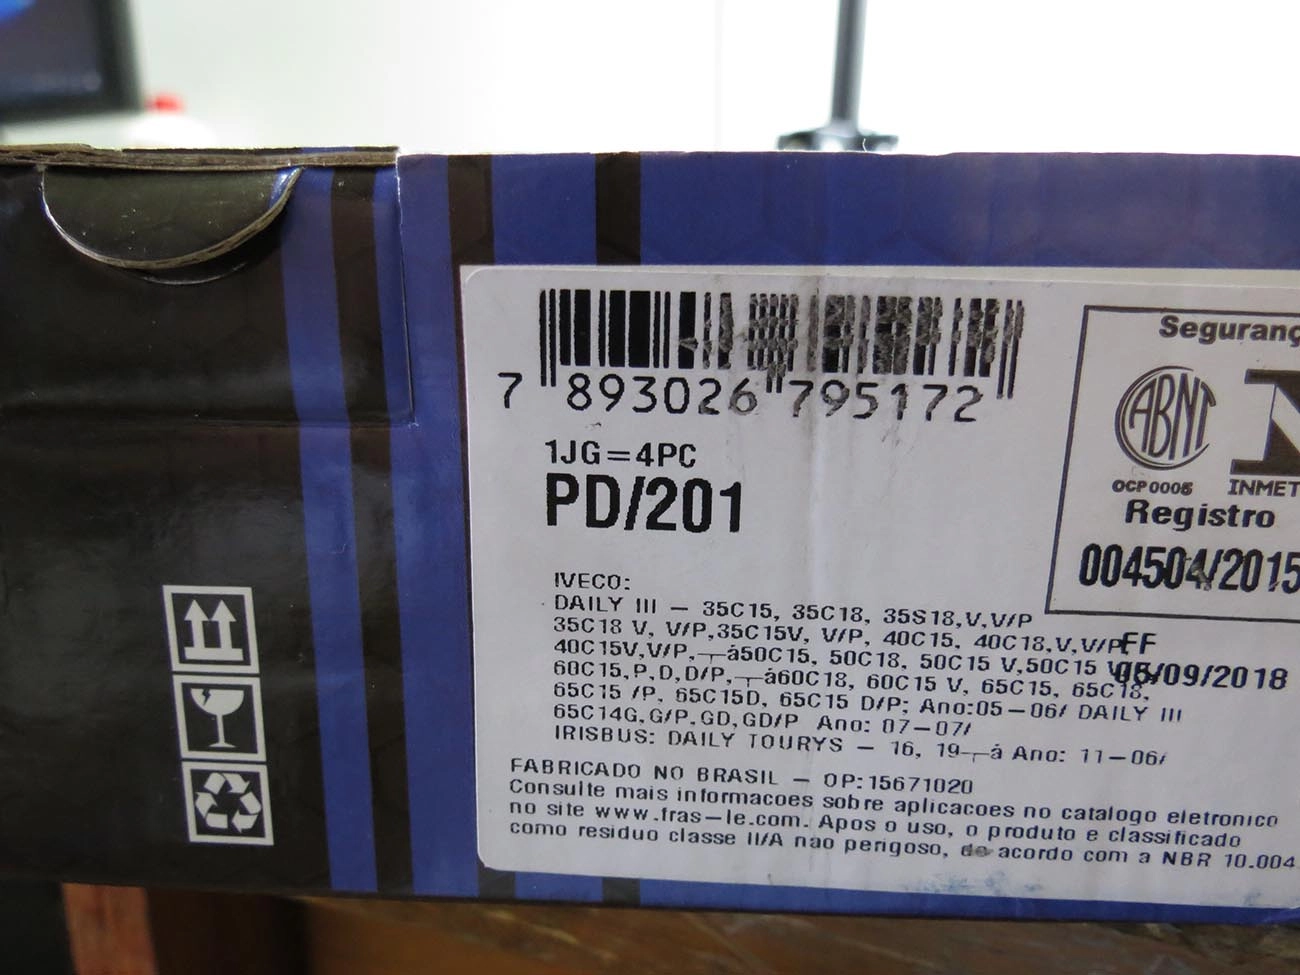 7 893026 795172
1JG=4PC
PD/201
Seguranç
ABNT
OCP 0005 INMET
Registro
004504/2015
IVECO:
DAILY III – 35C15, 35C18, 35S18,V,V/P
35C18 V, V/P,35C15V, V/P, 40C15, 40C18,V,V/P,
FF
40C15V,V/P,–┬á50C15, 50C18, 50C15 V,50C15
05/09/2018
60C15,P,D,D/P,–┬á60C18, 60C15 V, 65C15, 65C18,
65C15 /P, 65C15D, 65C15 D/P; Ano:05–06/ DAILY III
65C14G,G/P,GD,GD/P Ano: 07–07/
IRISBUS: DAILY TOURYS – 16, 19–┬á Ano: 11–06/
FABRICADO NO BRASIL – OP:15671020
Consulte mais informacoes sobre aplicacoes no catalogo eletronico
no site www.fras–le.com. Apos o uso, o produto e classificado
como residuo classe II/A nao perigoso, de acordo com a NBR 10.004.